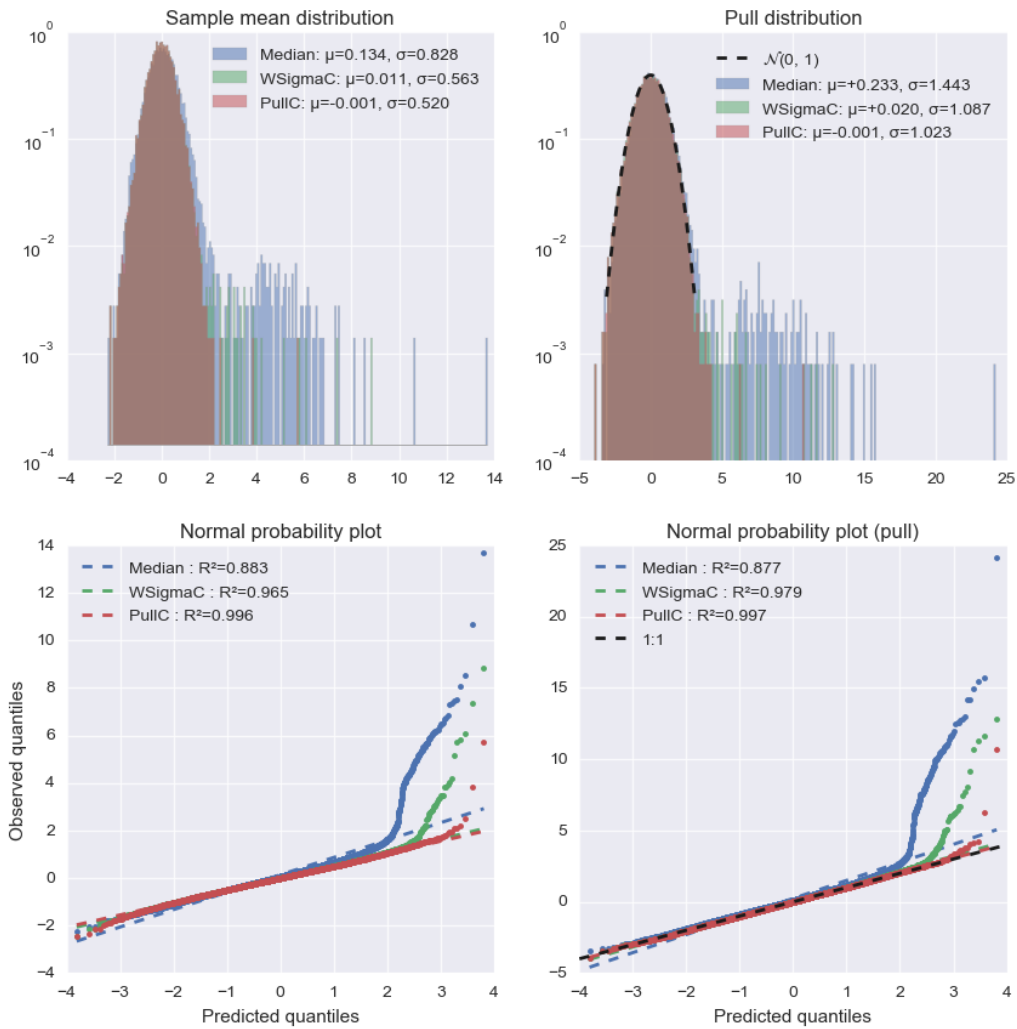 Sample mean distribution
Median: μ=0.134, σ=0.828
WSigmaC: μ=0.011, σ=0.563
PullC: μ=-0.001, σ=0.520
10^0
10^-1
10^-2
10^-3
10^-4
−4 −2 0 2 4 6 8 10 12 14
Pull distribution
𝒩(0, 1)
Median: μ=+0.233, σ=1.443
WSigmaC: μ=+0.020, σ=1.087
PullC: μ=-0.001, σ=1.023
10^0
10^-1
10^-2
10^-3
10^-4
−5 0 5 10 15 20 25
Normal probability plot
Median : R²=0.883
WSigmaC : R²=0.965
PullC : R²=0.996
Observed quantiles
14
12
10
8
6
4
2
0
−2
−4
−4 −3 −2 −1 0 1 2 3 4
Predicted quantiles
Normal probability plot (pull)
Median : R²=0.877
WSigmaC : R²=0.979
PullC : R²=0.997
1:1
25
20
15
10
5
0
−5
−4 −3 −2 −1 0 1 2 3 4
Predicted quantiles